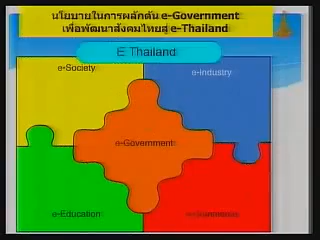 นโยบายในการผลักดัน e-Government
เพื่อพัฒนาสังคมไทยสู่ e-Thailand
E Thailand
e-Society
e-Industry
e-Government
e-Education
e-Commerce